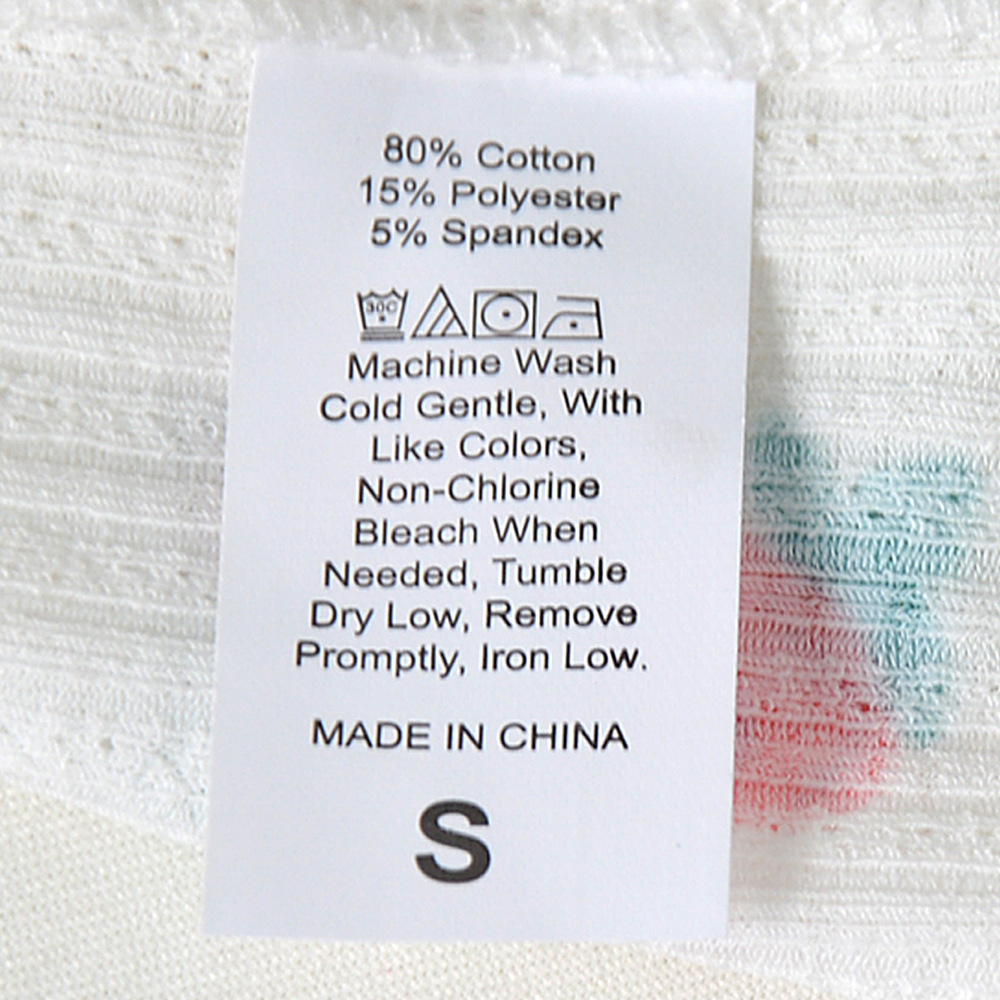 80% Cotton
15% Polyester
5% Spandex
30C
Machine Wash
Cold Gentle, With
Like Colors,
Non-Chlorine
Bleach When
Needed, Tumble
Dry Low, Remove
Promptly, Iron Low.
MADE IN CHINA
S